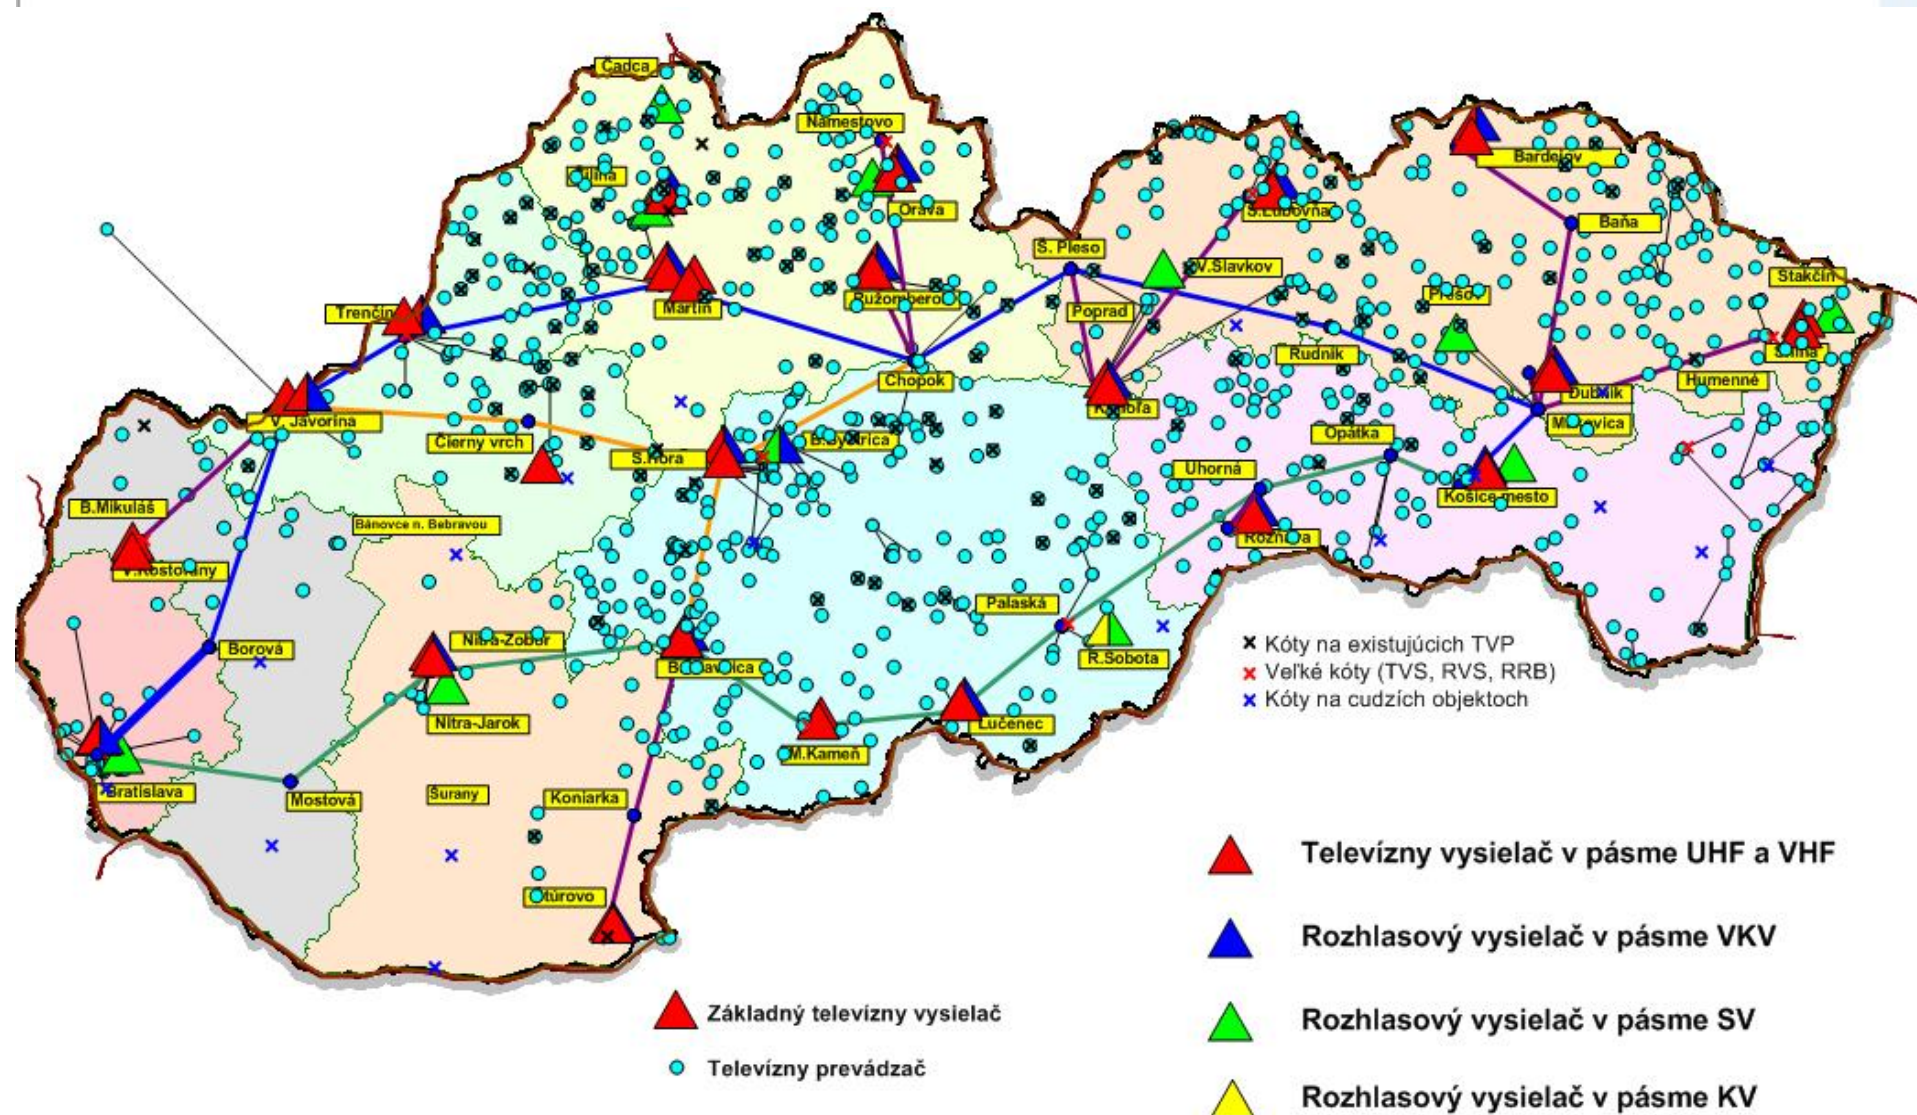 Čadca
Námestovo
Žilina
Orava
Bardejov
Baňa
S.Ľubovňa
Š. Pleso
V.Slavkov
Stakčín
Prešov
Poprad
Martin
Ružomberok
Trenčín
Rudník
S.nina
Humenné
Dubník
Chopok
V. Javorina
Čierny vrch
S.Hora
B.Bystrica
Opátka
Uhorná
Košice mesto
B.Mikuláš
Bánovce n. Bebravou
Rožňava
V.Kostoľany
Palaská
R.Sobota
Borová
Nitra-Zobor
Nitra-Jarok
Lučenec
M.Kameň
Bratislava
Mostová
Šurany
Koniarka
Štúrovo
Kóty na existujúcich TVP
Veľké kóty (TVS, RVS, RRB)
Kóty na cudzích objektoch
Televízny vysielač v pásme UHF a VHF
Rozhlasový vysielač v pásme VKV
Základný televízny vysielač
Rozhlasový vysielač v pásme SV
Televízny prevádzač
Rozhlasový vysielač v pásme KV